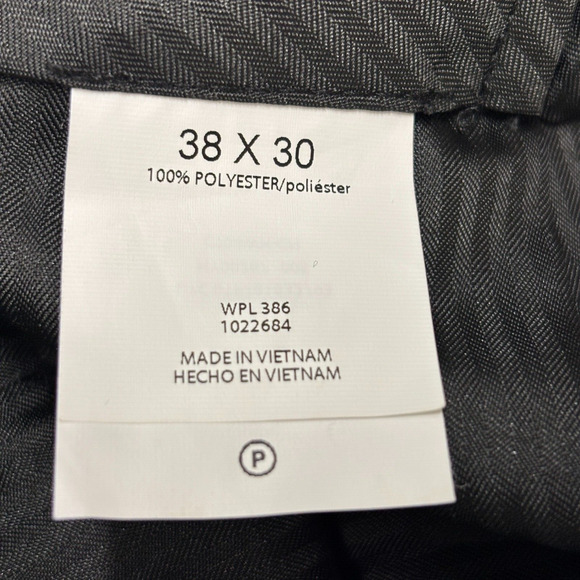 38 X 30
100% POLYESTER/poliéster
WPL 386
1022684
MADE IN VIETNAM
HECHO EN VIETNAM
P